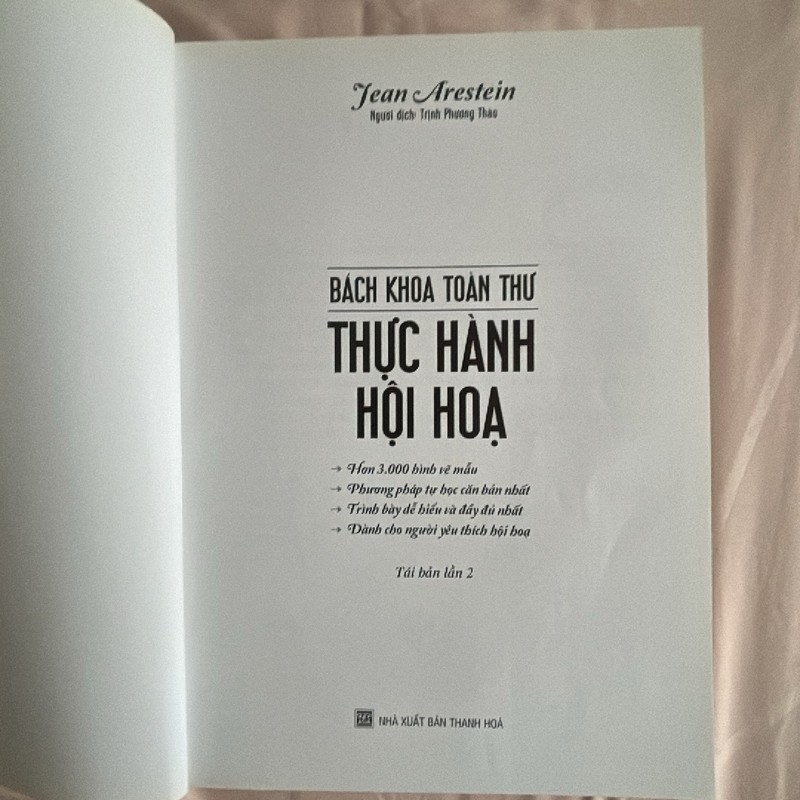 Jean Arestein
Người dịch: Trịnh Phương Thảo
BÁCH KHOA TOÀN THƯ
THỰC HÀNH
HỘI HOẠ
→ Hơn 3.000 hình vẽ mẫu
→ Phương pháp tự học căn bản nhất
→ Trình bày dễ hiểu và đầy đủ nhất
→ Dành cho người yêu thích hội hoạ
Tái bản lần 2
NHÀ XUẤT BẢN THANH HOÁ